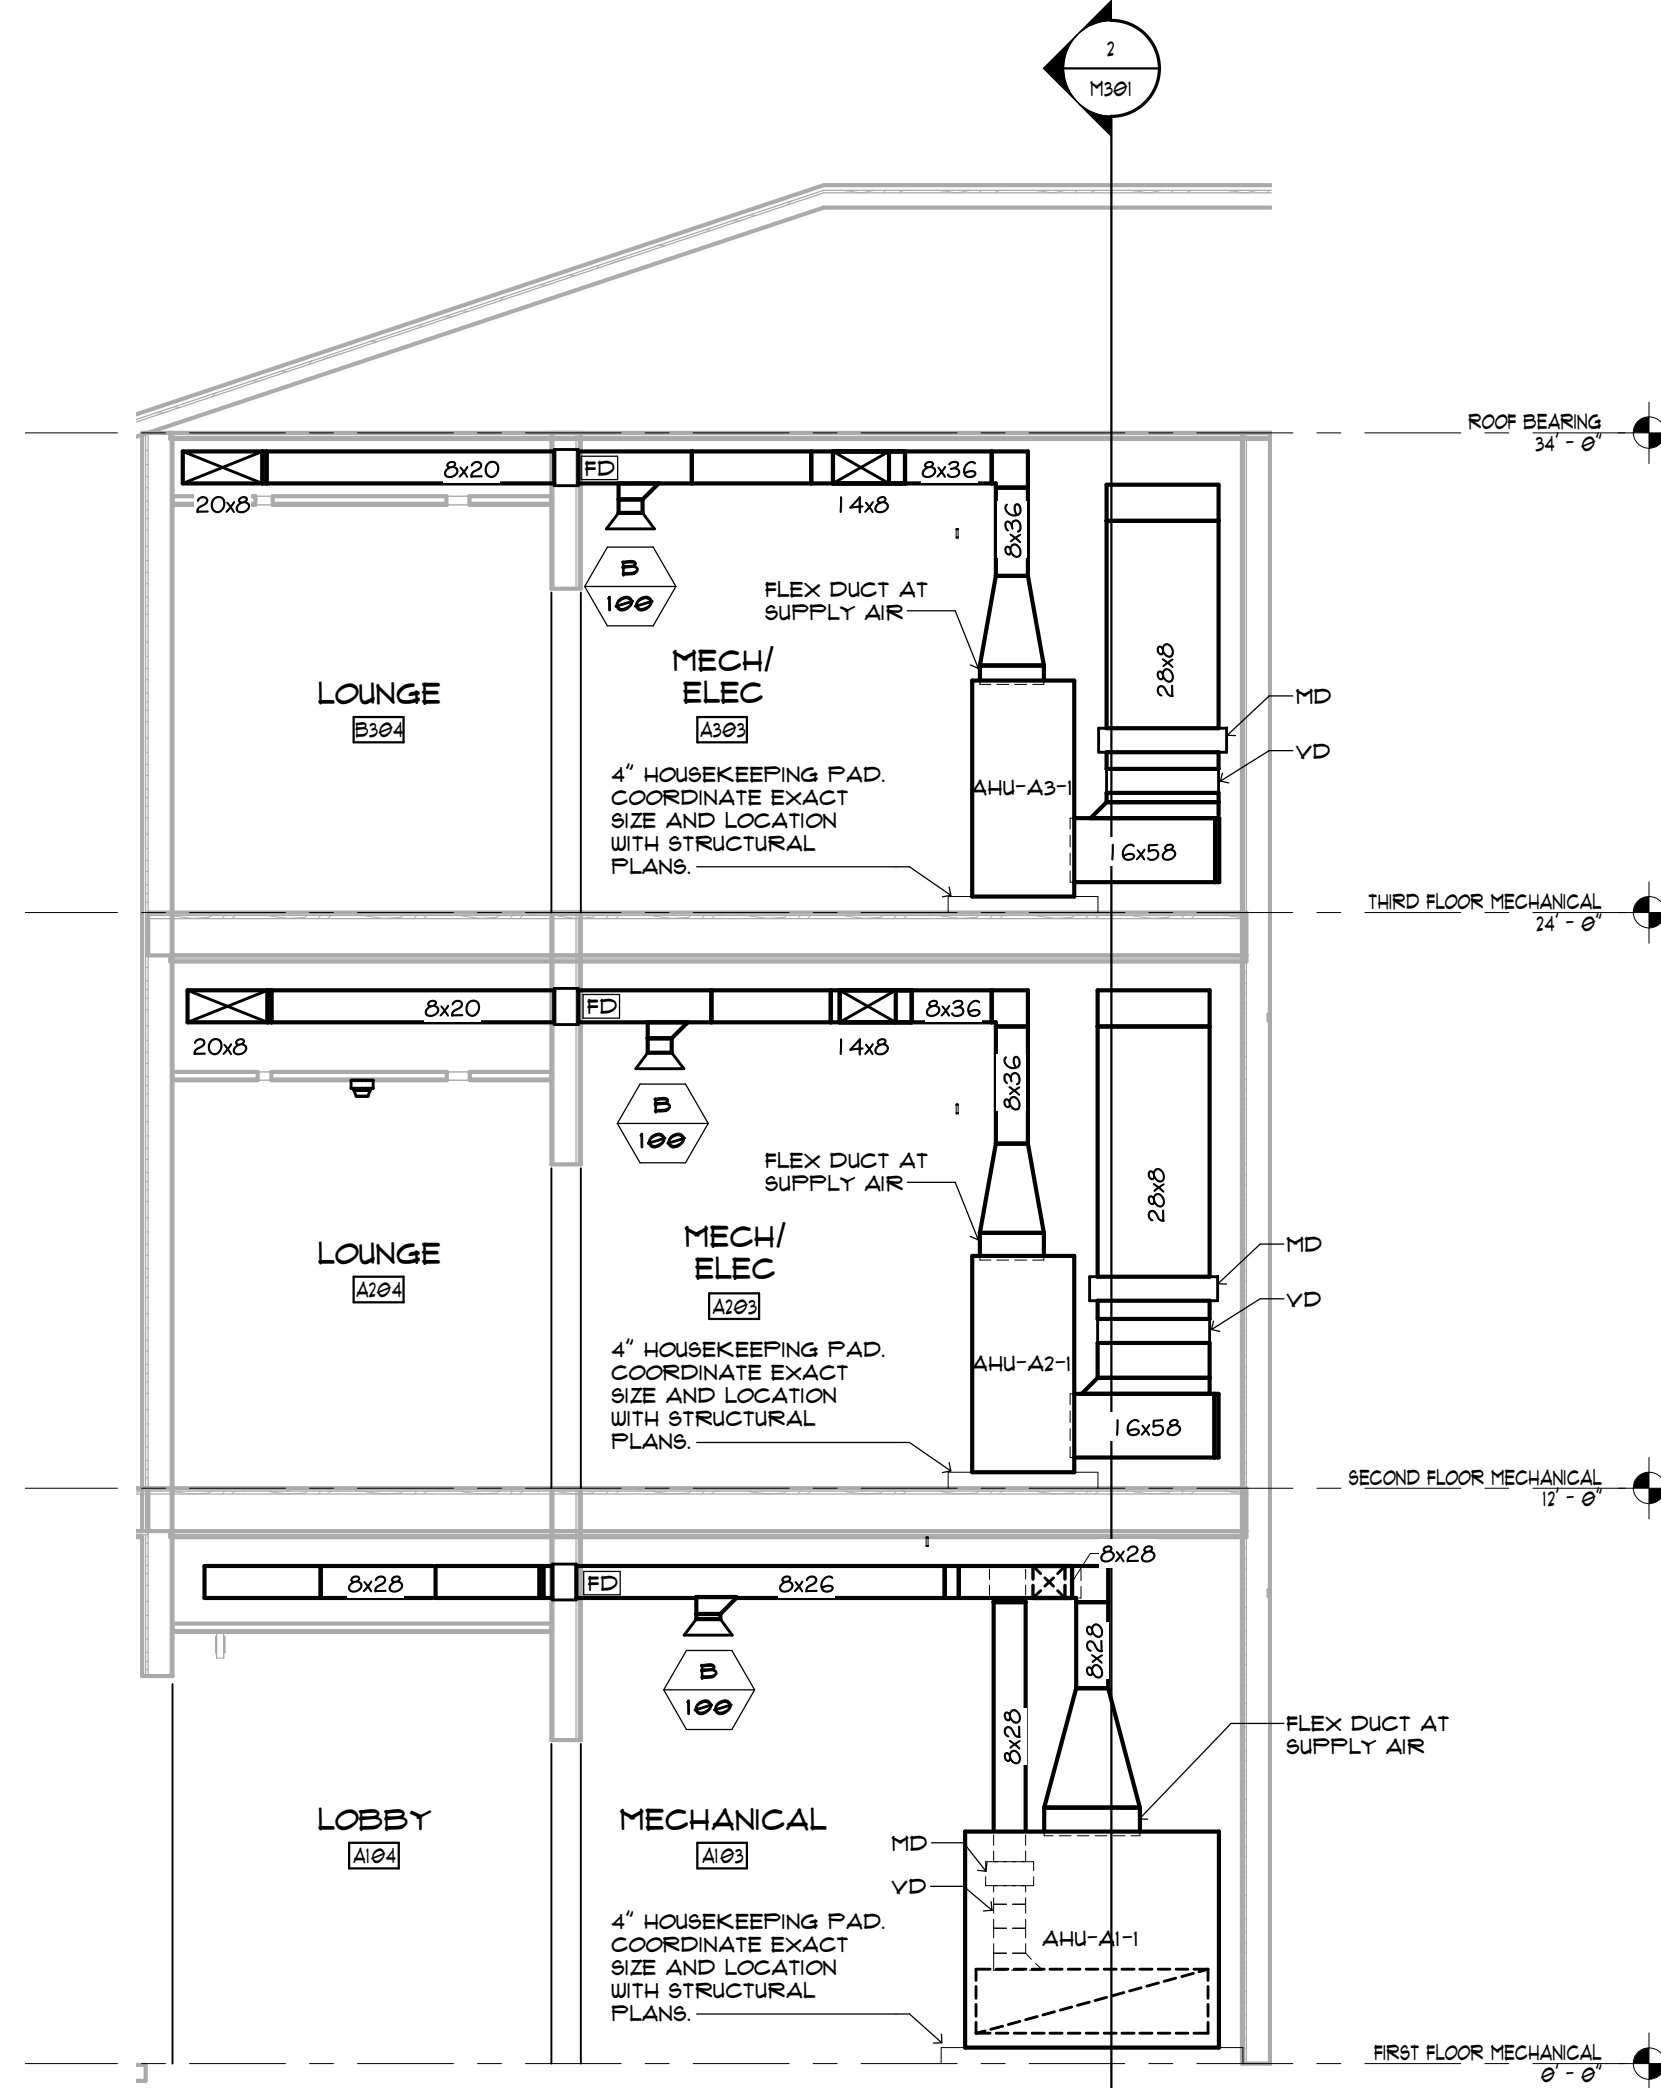 2
M301
ROOF BEARING
34' - 0"
8x20
FD
8x36
20x8
14x8
8x36
B
100
FLEX DUCT AT
SUPPLY AIR
28x8
MECH/
ELEC
A303
LOUNGE
B304
MD
VD
4" HOUSEKEEPING PAD.
COORDINATE EXACT
SIZE AND LOCATION
WITH STRUCTURAL
PLANS.
AHU-A3-1
16x58
THIRD FLOOR MECHANICAL
24' - 0"
8x20
FD
8x36
20x8
14x8
8x36
B
100
FLEX DUCT AT
SUPPLY AIR
28x8
MECH/
ELEC
A203
LOUNGE
A204
MD
VD
4" HOUSEKEEPING PAD.
COORDINATE EXACT
SIZE AND LOCATION
WITH STRUCTURAL
PLANS.
AHU-A2-1
16x58
SECOND FLOOR MECHANICAL
12' - 0"
8x28
8x28
FD
8x26
8x28
8x28
B
100
FLEX DUCT AT
SUPPLY AIR
LOBBY
A104
MECHANICAL
A103
MD
VD
AHU-A1-1
4" HOUSEKEEPING PAD.
COORDINATE EXACT
SIZE AND LOCATION
WITH STRUCTURAL
PLANS.
FIRST FLOOR MECHANICAL
0' - 0"